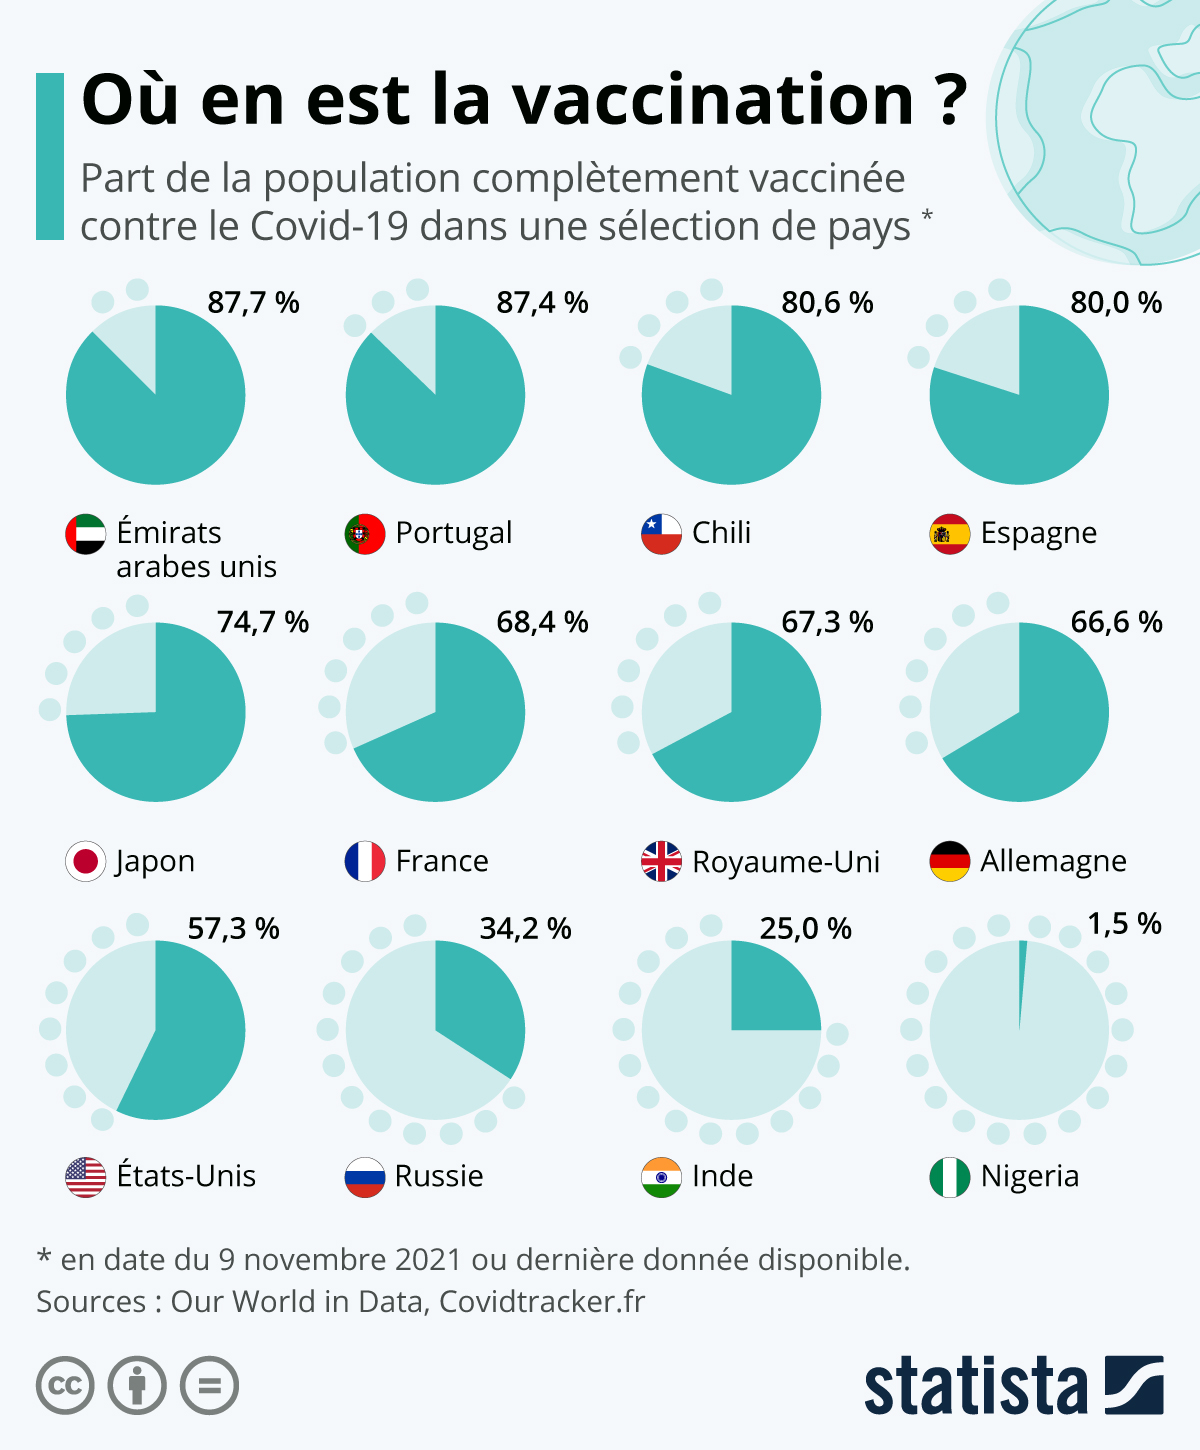 Où en est la vaccination ?
Part de la population complètement vaccinée
contre le Covid-19 dans une sélection de pays *
87,7 %
87,4 %
80,6 %
80,0 %
Émirats
arabes unis
Portugal
Chili
Espagne
74,7 %
68,4 %
67,3 %
66,6 %
Japon
France
Royaume-Uni
Allemagne
57,3 %
34,2 %
25,0 %
1,5 %
États-Unis
Russie
Inde
Nigeria
* en date du 9 novembre 2021 ou dernière donnée disponible.
Sources : Our World in Data, Covidtracker.fr
cc
statista